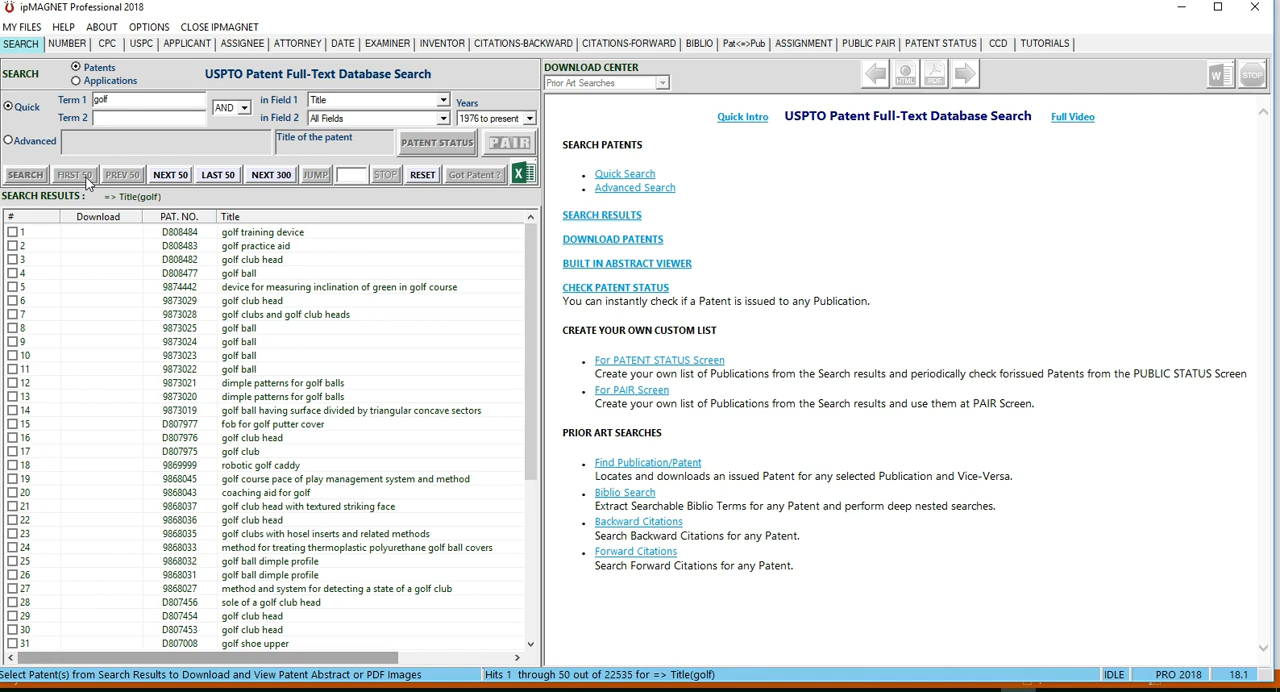 ipMAGNET Professional 2018
MY FILES HELP ABOUT OPTIONS CLOSE IPMAGNET
SEARCH NUMBER CPC USPC APPLICANT ASSIGNEE ATTORNEY DATE EXAMINER INVENTOR CITATIONS-BACKWARD CITATIONS-FORWARD BIBLIO Pat<=>Pub ASSIGNMENT PUBLIC PAIR PATENT STATUS CCD TUTORIALS
SEARCH
Patents
Applications
USPTO Patent Full-Text Database Search
Quick
Term 1 golf
AND
in Field 1 Title
Years
Term 2
in Field 2 All Fields
1976 to present
Advanced
Title of the patent
PATENT STATUS
PAIR
SEARCH FIRST 50 PREV 50 NEXT 50 LAST 50 NEXT 300 JUMP STOP RESET Got Patent ?
SEARCH RESULTS : => Title(golf)
# Download PAT. NO. Title
1 D808484 golf training device
2 D808483 golf practice aid
3 D808482 golf club head
4 D808477 golf ball
5 9874442 device for measuring inclination of green in golf course
6 9873029 golf club head
7 9873028 golf clubs and golf club heads
8 9873025 golf ball
9 9873024 golf ball
10 9873023 golf ball
11 9873022 golf ball
12 9873021 dimple patterns for golf balls
13 9873020 dimple patterns for golf balls
14 9873019 golf ball having surface divided by triangular concave sectors
15 D807977 fob for golf putter cover
16 D807976 golf club head
17 D807975 golf club
18 9869999 robotic golf caddy
19 9868045 golf course pace of play management system and method
20 9868043 coaching aid for golf
21 9868037 golf club head with textured striking face
22 9868036 golf club head
23 9868035 golf clubs with hosel inserts and related methods
24 9868033 method for treating thermoplastic polyurethane golf ball covers
25 9868032 golf ball dimple profile
26 9868031 golf ball dimple profile
27 9868027 method and system for detecting a state of a golf club
28 D807456 sole of a golf club head
29 D807454 golf club head
30 D807453 golf club head
31 D807008 golf shoe upper
DOWNLOAD CENTER
Prior Art Searches
HTML
PDF
W
STOP
Quick Intro USPTO Patent Full-Text Database Search Full Video
SEARCH PATENTS
Quick Search
Advanced Search
SEARCH RESULTS
DOWNLOAD PATENTS
BUILT IN ABSTRACT VIEWER
CHECK PATENT STATUS
You can instantly check if a Patent is issued to any Publication.
CREATE YOUR OWN CUSTOM LIST
For PATENT STATUS Screen
Create your own list of Publications from the Search results and periodically check forissued Patents from the PUBLIC STATUS Screen
For PAIR Screen
Create your own list of Publications from the Search results and use them at PAIR Screen.
PRIOR ART SEARCHES
Find Publication/Patent
Locates and downloads an issued Patent for any selected Publication and Vice-Versa.
Biblio Search
Extract Searchable Biblio Terms for any Patent and perform deep nested searches.
Backward Citations
Search Backward Citations for any Patent.
Forward Citations
Search Forward Citations for any Patent.
Select Patent(s) from Search Results to Download and View Patent Abstract or PDF Images
Hits 1 through 50 out of 22535 for => Title(golf)
IDLE PRO 2018 18.1